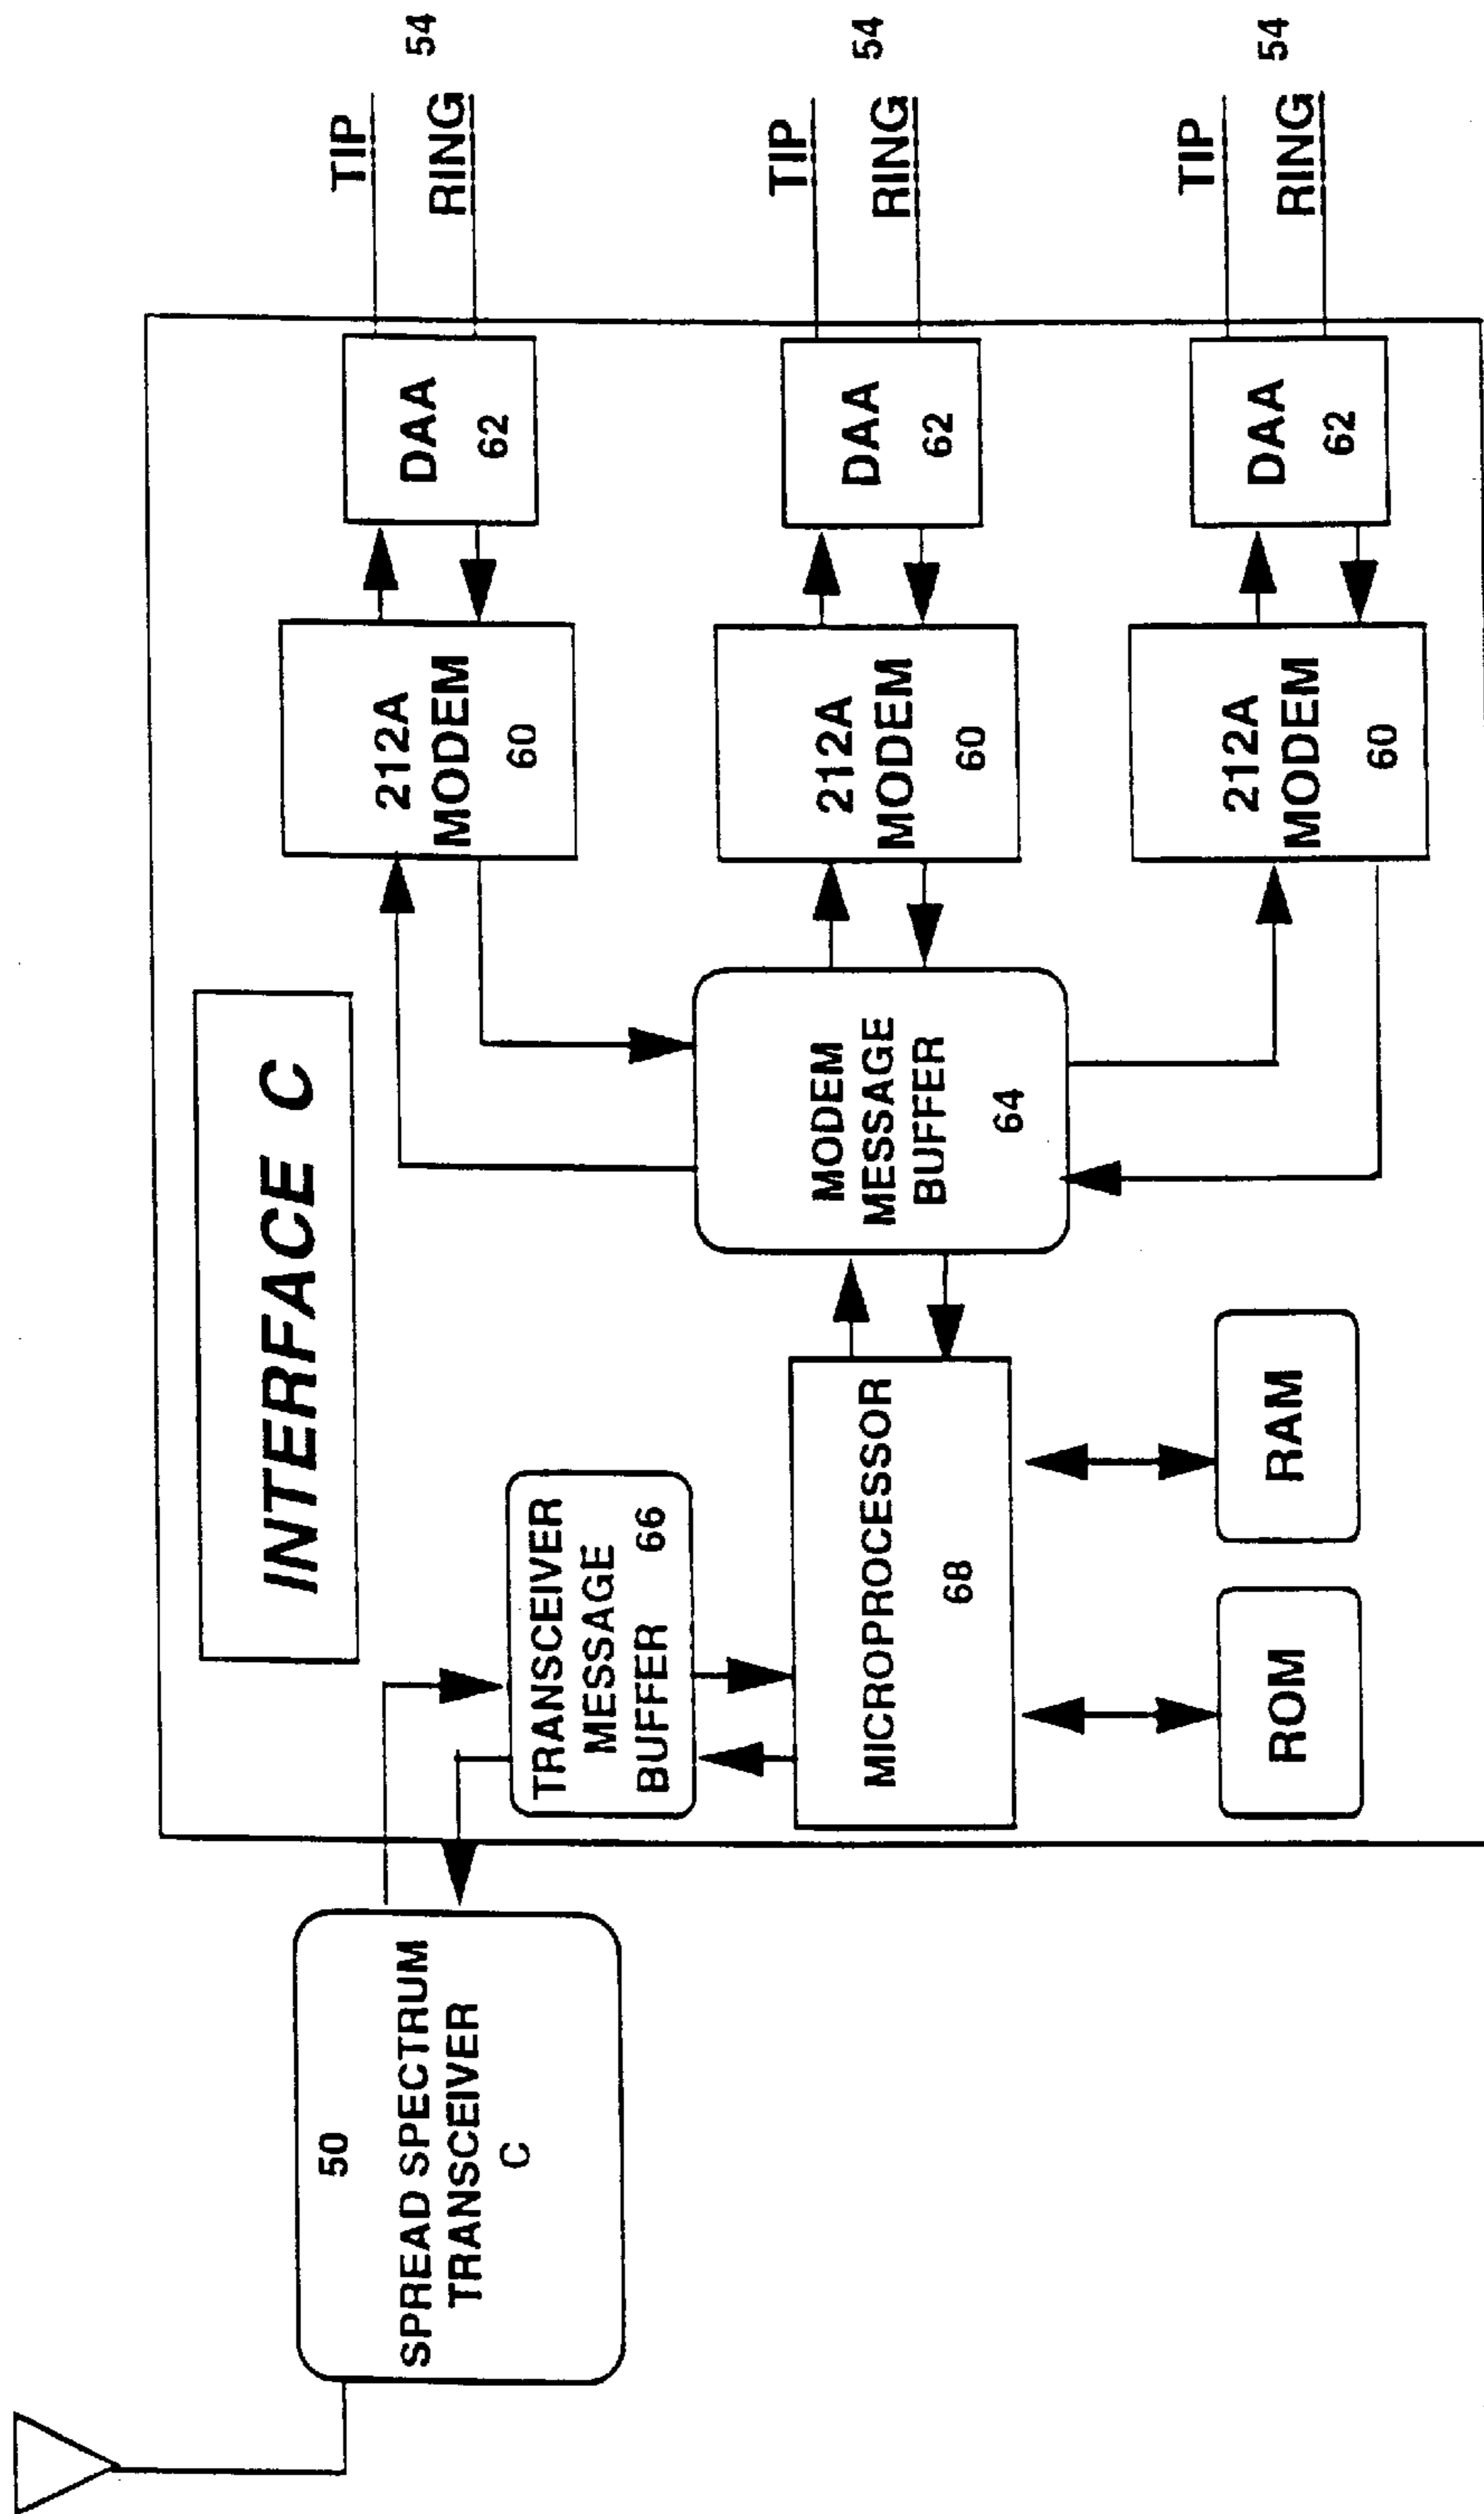 INTERFACE C
50
SPREAD SPECTRUM
TRANSCEIVER
C
TRANSCEIVER
MESSAGE
BUFFER 66
MICROPROCESSOR
68
ROM
RAM
MODEM
MESSAGE
BUFFER
64
212A
MODEM
60
DAA
62
TIP
RING
54
212A
MODEM
60
DAA
62
TIP
RING
54
212A
MODEM
60
DAA
62
TIP
RING
54